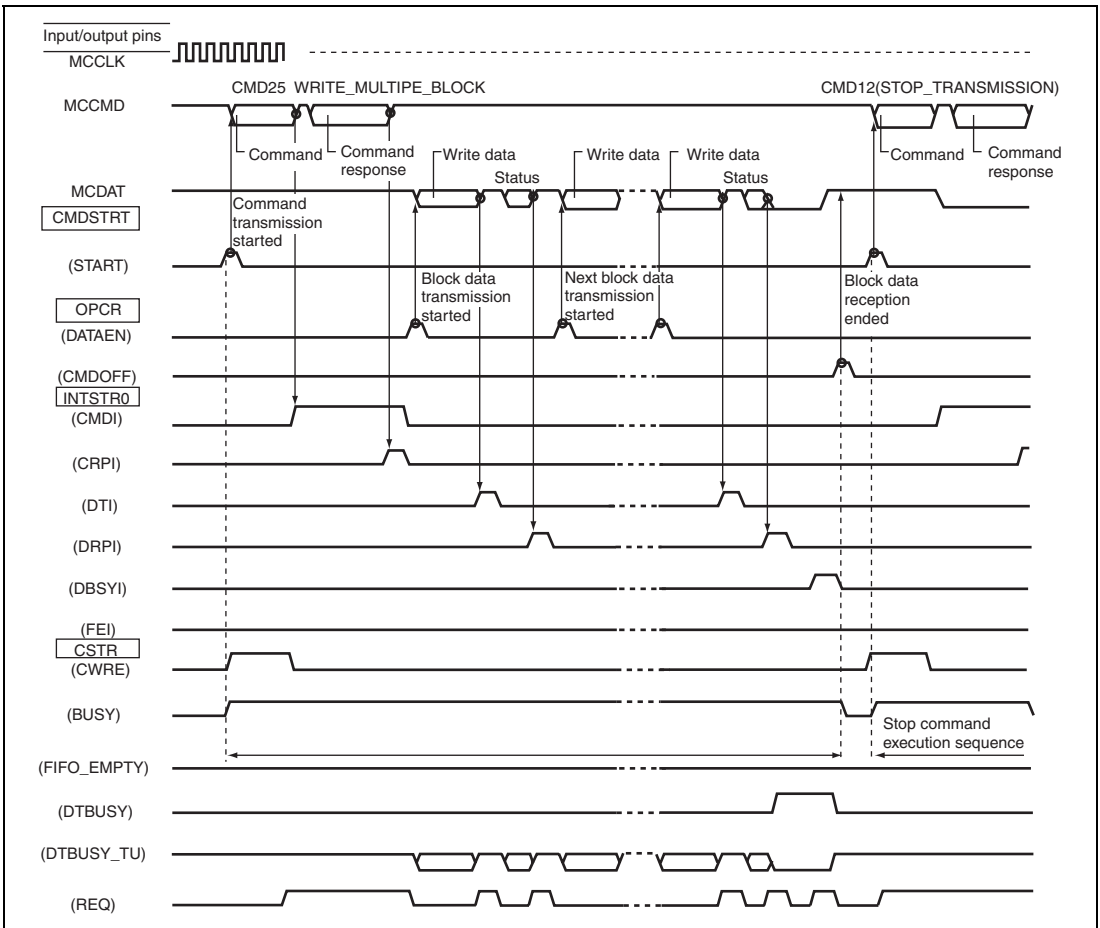 Input/output pins
MCCLK
CMD25 WRITE_MULTIPE_BLOCK
CMD12(STOP_TRANSMISSION)
MCCMD
Command
Command
response
Command
Command
response
Write data
Write data
Write data
Status
Status
MCDAT
CMDSTRT
Command
transmission
started
(START)
Block data
transmission
started
Next block data
transmission
started
Block data
reception
ended
OPCR
(DATAEN)
(CMDOFF)
INTSTR0
(CMDI)
(CRPI)
(DTI)
(DRPI)
(DBSYI)
(FEI)
CSTR
(CWRE)
(BUSY)
Stop command
execution sequence
(FIFO_EMPTY)
(DTBUSY)
(DTBUSY_TU)
(REQ)